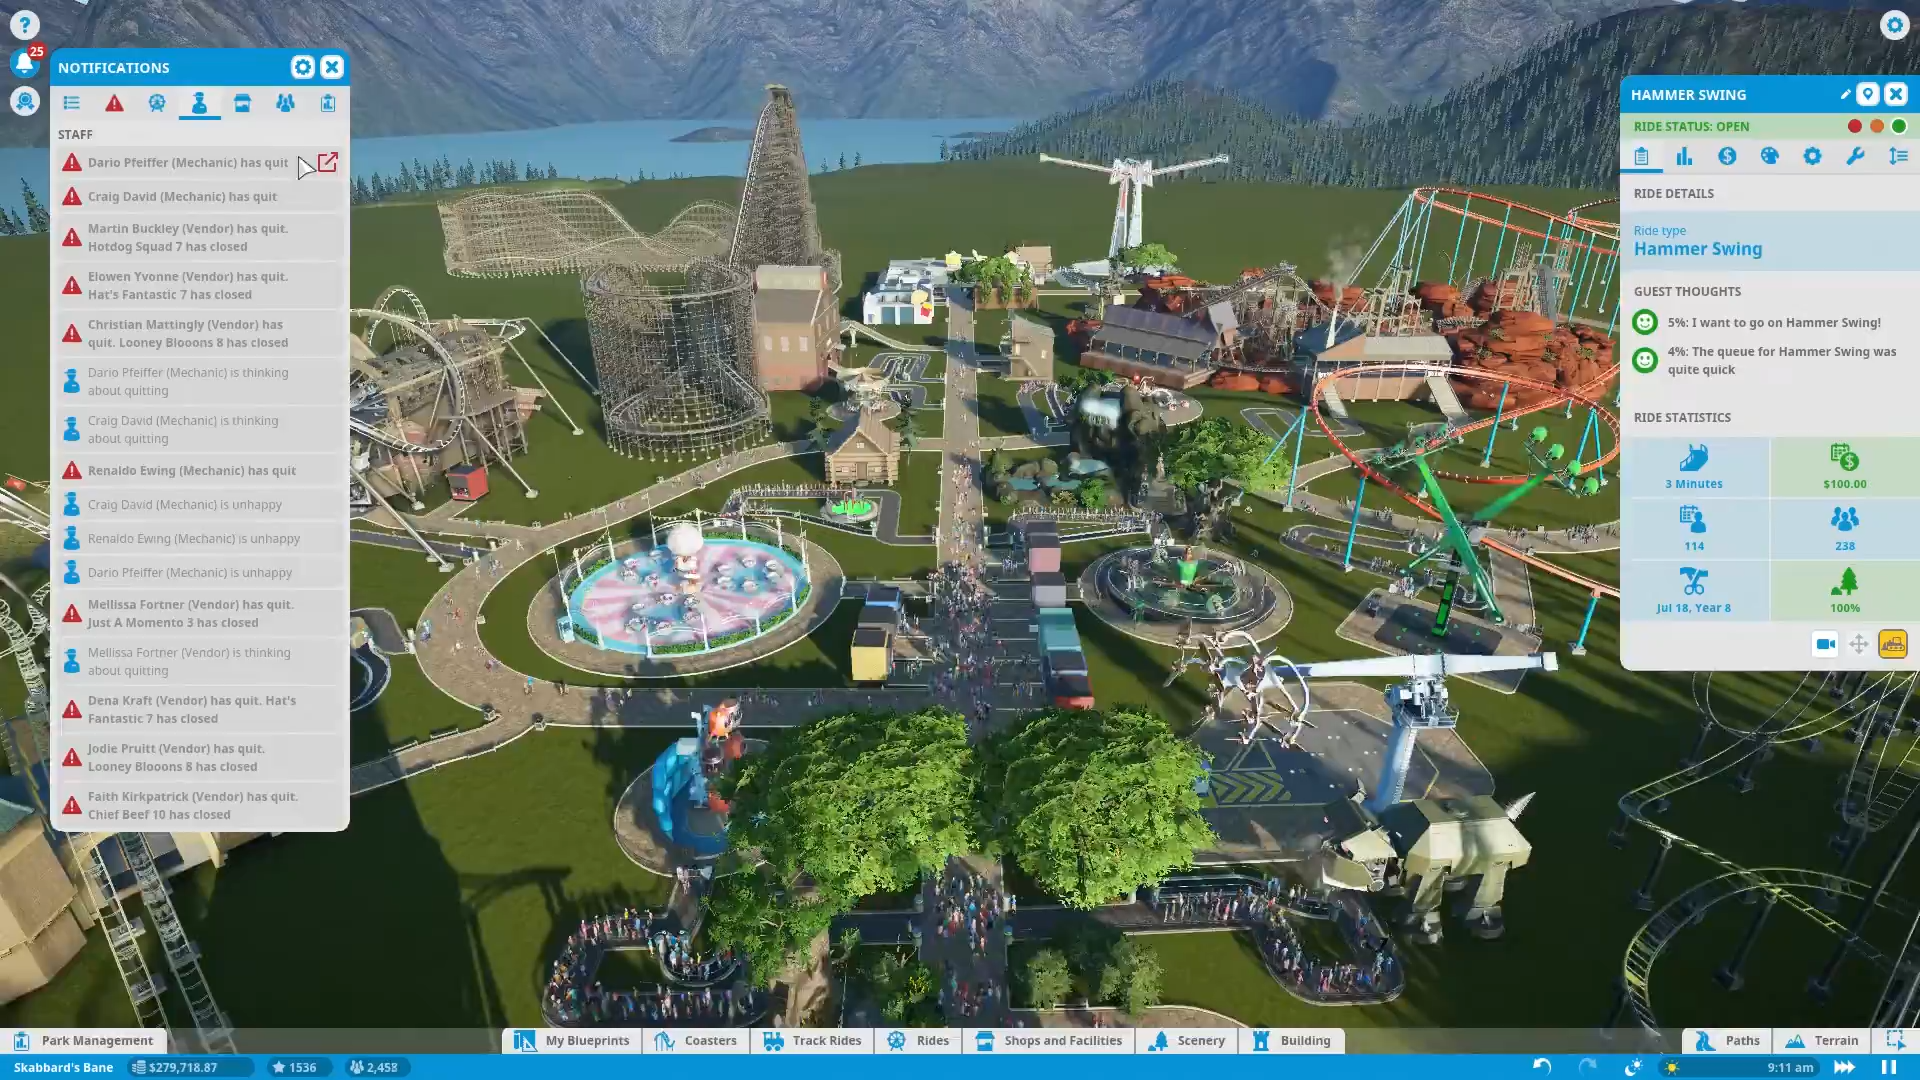 ?
25
NOTIFICATIONS
STAFF
Dario Pfeiffer (Mechanic) has quit
Craig David (Mechanic) has quit
Martin Buckley (Vendor) has quit.
Hotdog Squad 7 has closed
Elowen Yvonne (Vendor) has quit.
Hat's Fantastic 7 has closed
Christian Mattingly (Vendor) has
quit. Looney Blooons 8 has closed
Dario Pfeiffer (Mechanic) is thinking
about quitting
Craig David (Mechanic) is thinking
about quitting
Renaldo Ewing (Mechanic) has quit
Craig David (Mechanic) is unhappy
Renaldo Ewing (Mechanic) is unhappy
Dario Pfeiffer (Mechanic) is unhappy
Mellissa Fortner (Vendor) has quit.
Just A Momento 3 has closed
Mellissa Fortner (Vendor) is thinking
about quitting
Dena Kraft (Vendor) has quit. Hat's
Fantastic 7 has closed
Jodie Pruitt (Vendor) has quit.
Looney Blooons 8 has closed
Faith Kirkpatrick (Vendor) has quit.
Chief Beef 10 has closed
HAMMER SWING
RIDE STATUS: OPEN
RIDE DETAILS
Ride type
Hammer Swing
GUEST THOUGHTS
5%: I want to go on Hammer Swing!
4%: The queue for Hammer Swing was
quite quick
RIDE STATISTICS
3 Minutes
$100.00
114
238
Jul 18, Year 8
100%
Park Management
My Blueprints
Coasters
Track Rides
Rides
Shops and Facilities
Scenery
Building
Paths
Terrain
Skabbard's Bane
$279,718.87
1536
2,458
9:11 am